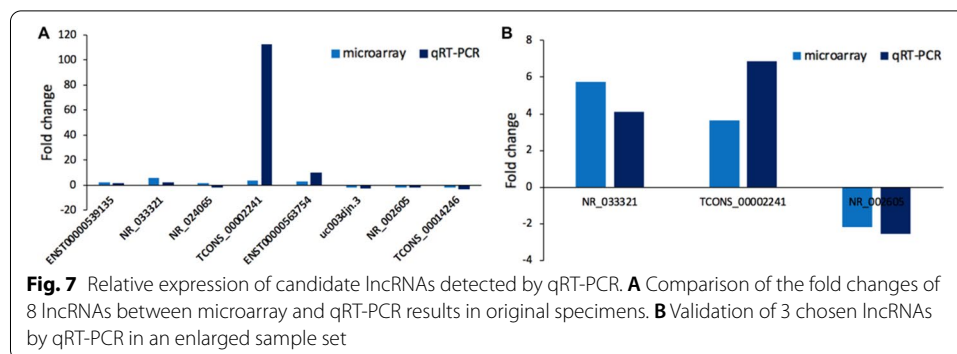 A
B
120
100
80
60
40
20
0
-20
Fold change
microarray qRT-PCR
ENST00000539135
NR_033321
NR_024065
TCONS_00002241
ENST00000563754
uc003djn.3
NR_002605
TCONS_00014246
8
6
4
2
0
-2
-4
Fold change
microarray qRT-PCR
NR_033321
TCONS_00002241
NR_002605
Fig. 7 Relative expression of candidate lncRNAs detected by qRT-PCR. A Comparison of the fold changes of
8 lncRNAs between microarray and qRT-PCR results in original specimens. B Validation of 3 chosen lncRNAs
by qRT-PCR in an enlarged sample set